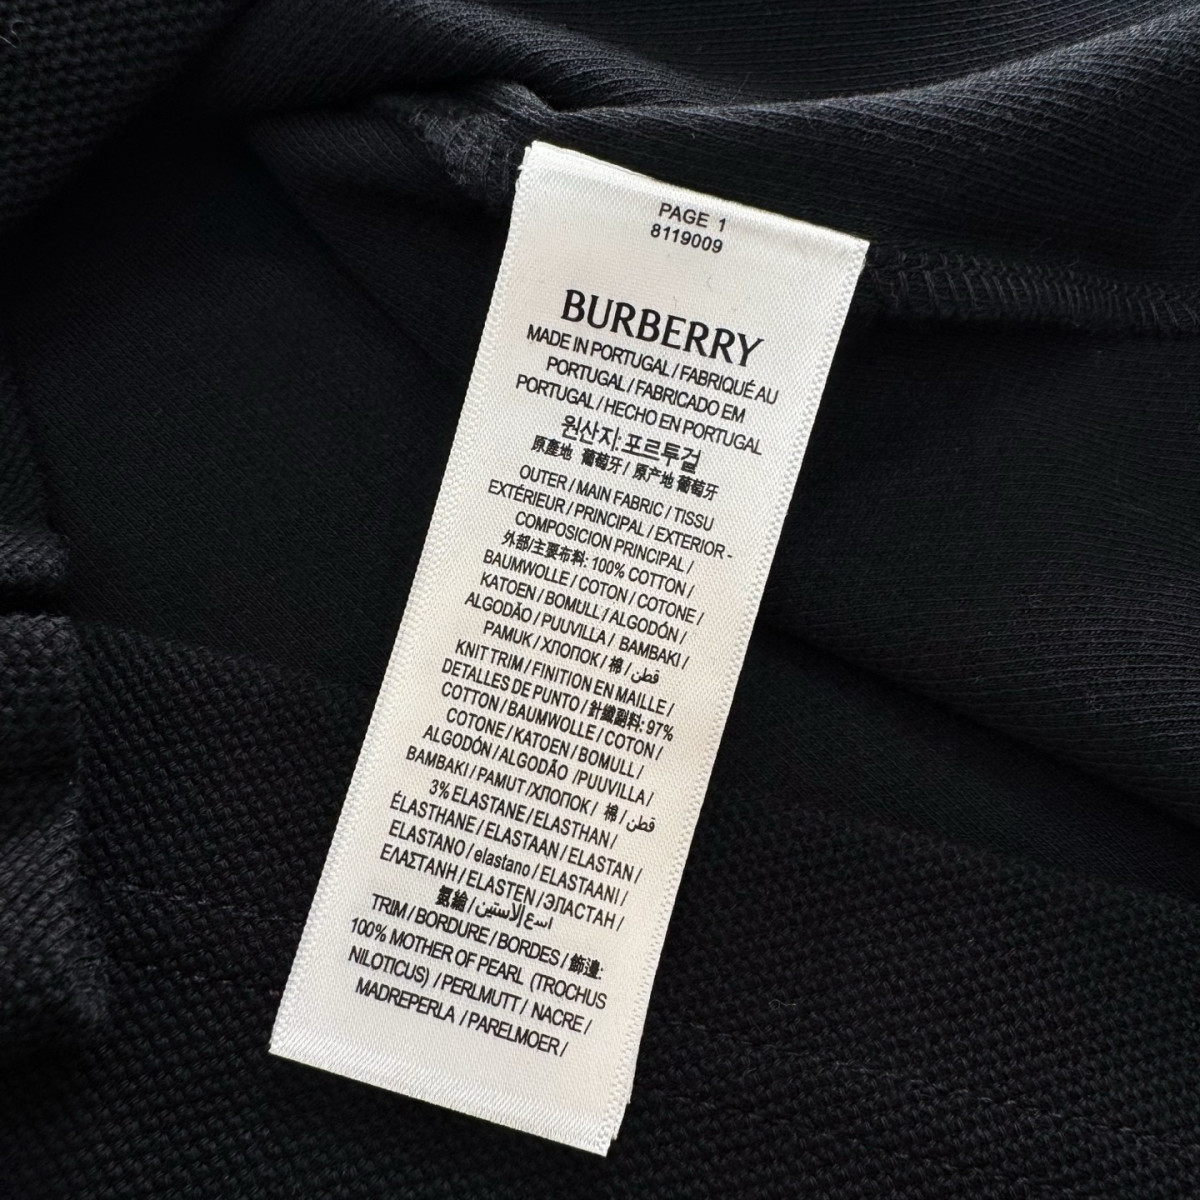 PAGE 1
8119009
BURBERRY
MADE IN PORTUGAL / FABRIQUÉ AU
PORTUGAL / FABRICADO EM
PORTUGAL / HECHO EN PORTUGAL
원산지: 포르투걸
原產地 葡萄牙 / 原产地 葡萄牙
OUTER / MAIN FABRIC / TISSU
EXTÉRIEUR / PRINCIPAL / EXTERIOR -
COMPOSICION PRINCIPAL /
外部/主要布料: 100% COTTON /
BAUMWOLLE / COTON / COTONE /
KATOEN / BOMULL / ALGODÓN /
ALGODÃO / PUUVILLA / BAMBAKI /
PAMUK / ХЛОПОК / 棉 / قطن
KNIT TRIM / FINITION EN MAILLE /
DETALLES DE PUNTO / 針織副料: 97%
COTTON / BAUMWOLLE / COTON /
COTONE / KATOEN / BOMULL /
ALGODÓN / ALGODÃO /PUUVILLA /
BAMBAKI / PAMUT /ХЛОПОК / 棉 / قطن
3% ELASTANE / ELASTHAN /
ÉLASTHANE / ELASTAAN / ELASTAN /
ELASTANO / elastano / ELASTAANI /
ΕΛΑΣΤΑΝΗ / ELASTEN / ЭЛАСТАН /
氨綸 / اسع إلاستين
TRIM / BORDURE / BORDES / 飾邊:
100% MOTHER OF PEARL (TROCHUS
NILOTICUS) / PERLMUTT / NACRE /
MADREPERLA / PARELMOER /